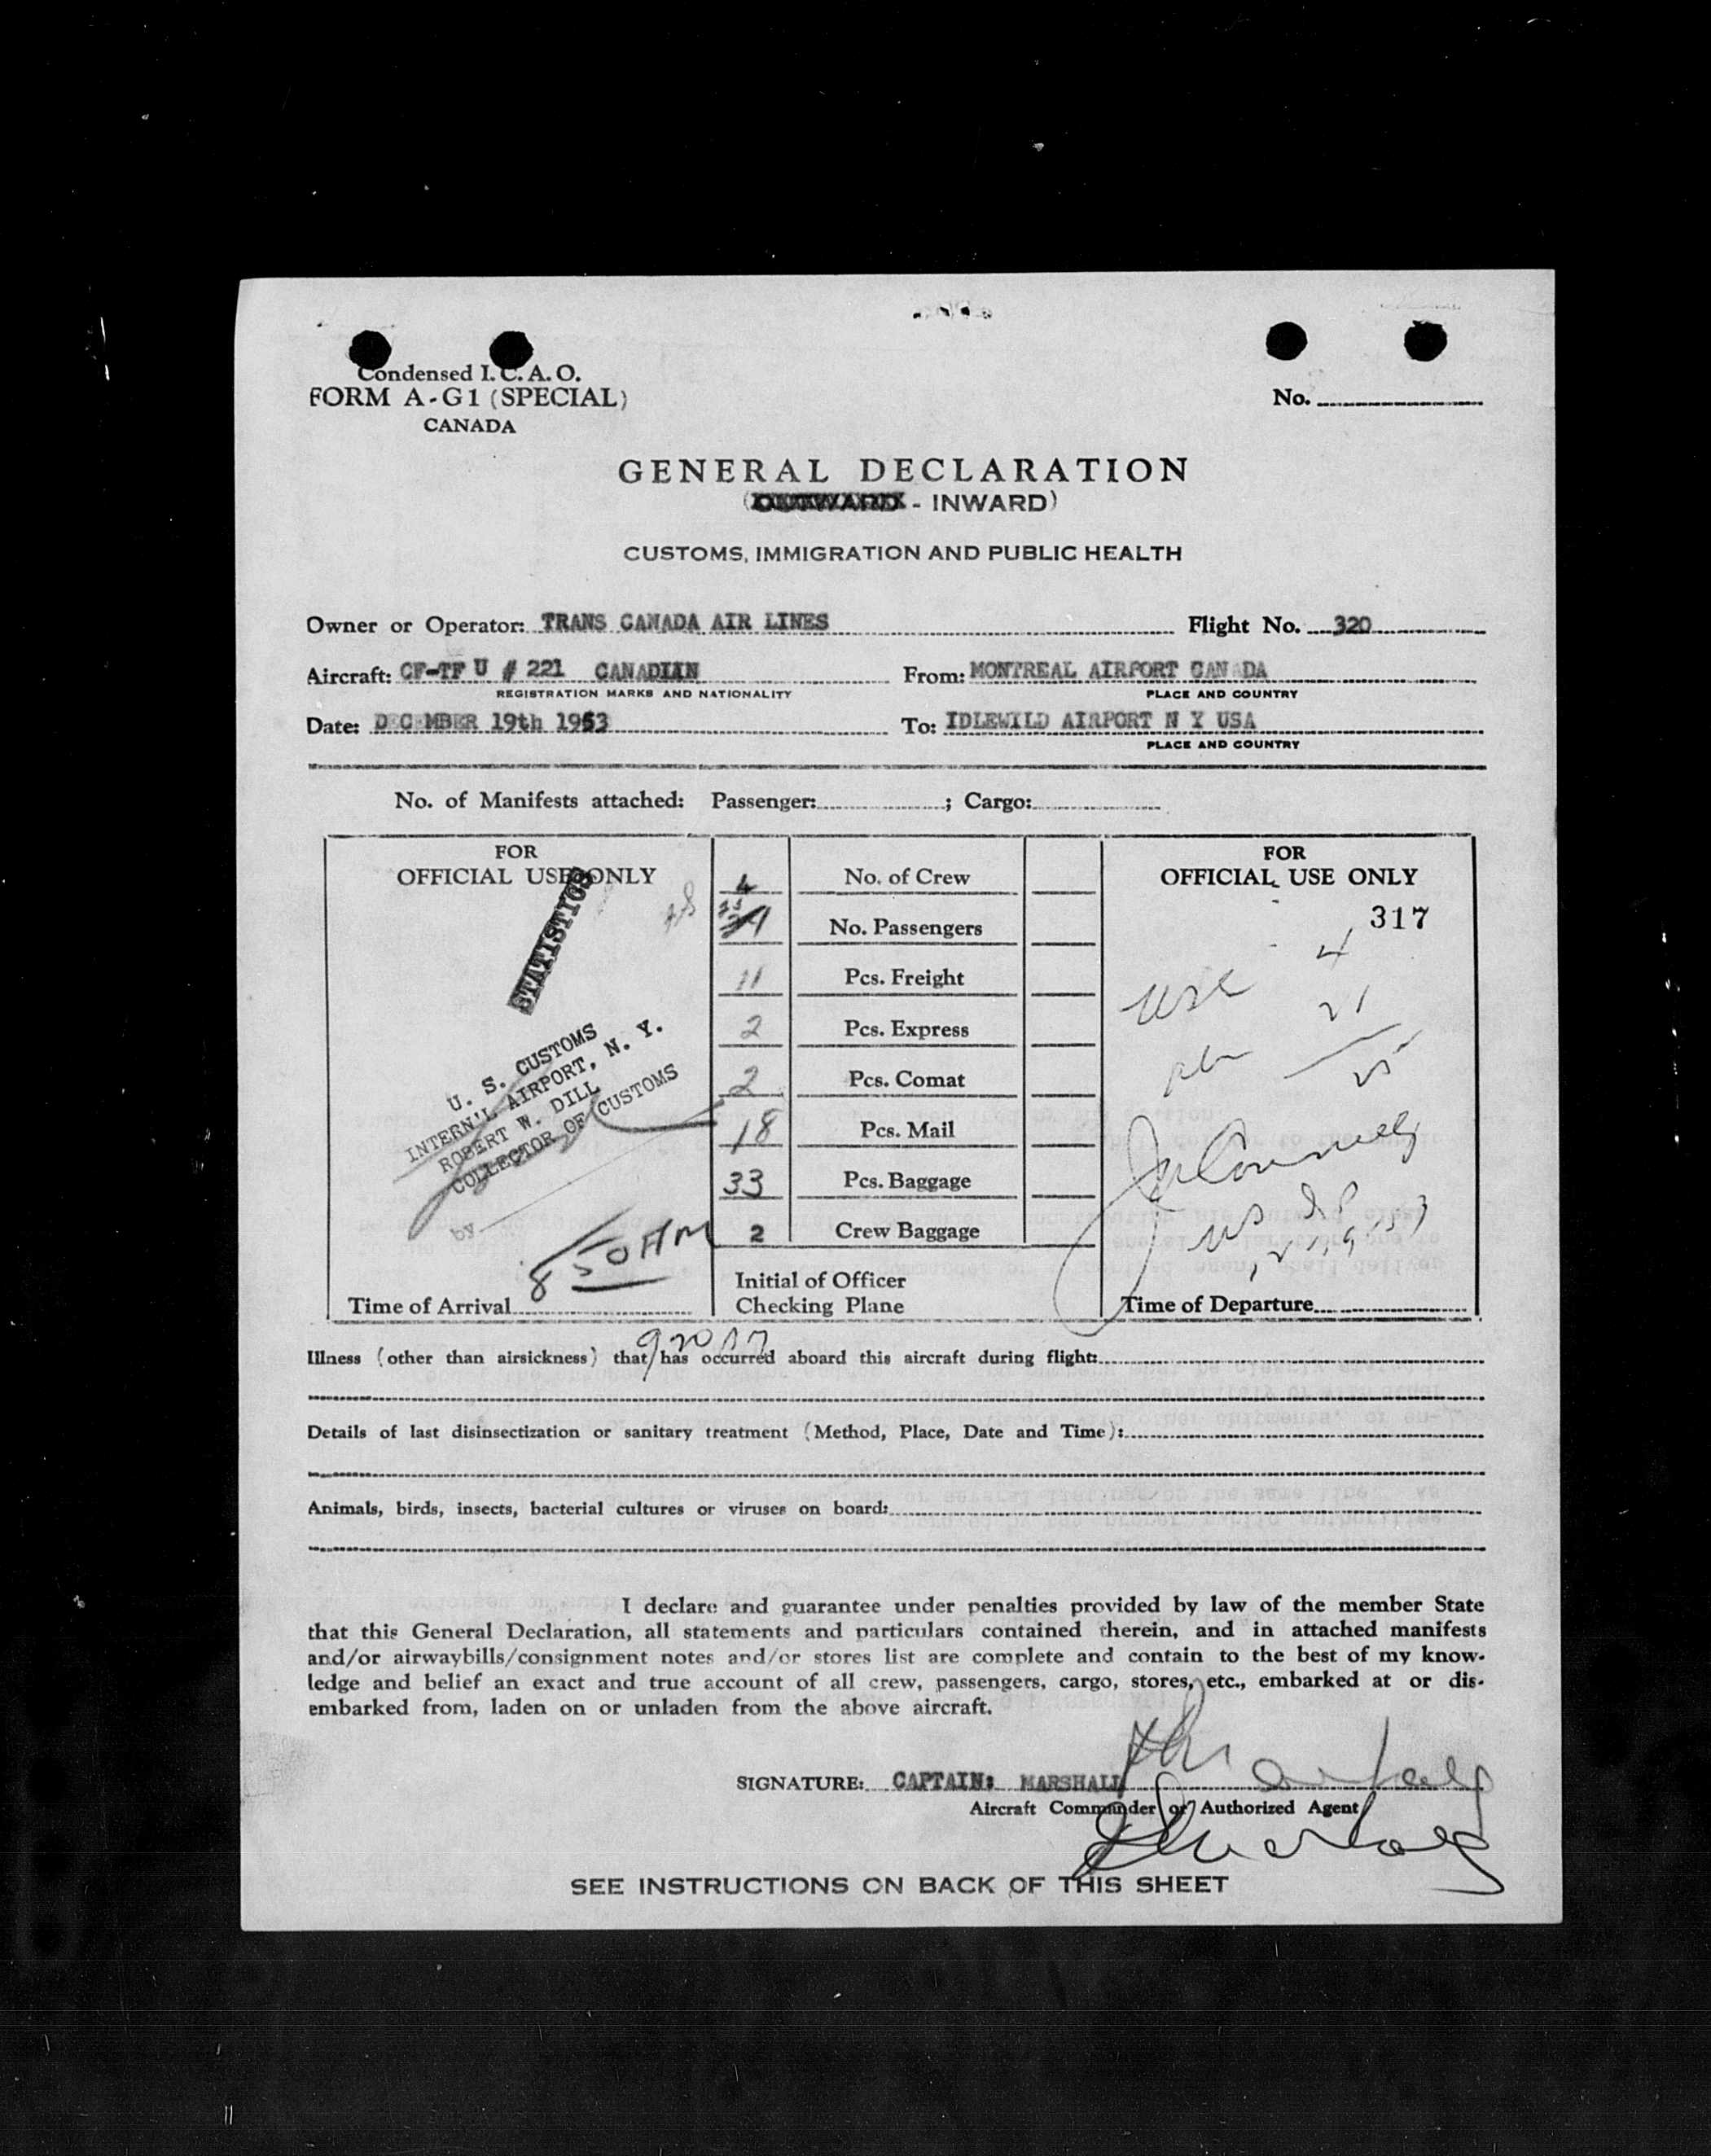 Condensed I.C.A.O.
FORM A-G1 (SPECIAL)
CANADA
No.
GENERAL DECLARATION
(OUTWARD - INWARD)
CUSTOMS, IMMIGRATION AND PUBLIC HEALTH
Owner or Operator: TRANS CANADA AIR LINES Flight No. 320
Aircraft: CF-TF U # 221 CANADIAN From: MONTREAL AIRPORT CANADA
REGISTRATION MARKS AND NATIONALITY PLACE AND COUNTRY
Date: DECEMBER 19th 1953 To: IDLEWILD AIRPORT N Y USA
PLACE AND COUNTRY
No. of Manifests attached: Passenger: ; Cargo:
FOR
OFFICIAL USE ONLY
STATISTICS
U. S. CUSTOMS
INTERN'L AIRPORT, N. Y.
ROBERT W. DILL
COLLECTOR OF CUSTOMS
by
8 50 AM
Time of Arrival
4 No. of Crew
No. Passengers
11 Pcs. Freight
2 Pcs. Express
2 Pcs. Comat
18 Pcs. Mail
33 Pcs. Baggage
2 Crew Baggage
Initial of Officer
Checking Plane
FOR
OFFICIAL USE ONLY
317
4
21
25
Time of Departure
Illness (other than airsickness) that has occurred aboard this aircraft during flight:
Details of last disinsectization or sanitary treatment (Method, Place, Date and Time):
Animals, birds, insects, bacterial cultures or viruses on board:
I declare and guarantee under penalties provided by law of the member State
that this General Declaration, all statements and particulars contained therein, and in attached manifests
and/or airwaybills/consignment notes and/or stores list are complete and contain to the best of my know-
ledge and belief an exact and true account of all crew, passengers, cargo, stores, etc., embarked at or dis-
embarked from, laden on or unladen from the above aircraft.
SIGNATURE: CAPTAIN: MARSHALL
Aircraft Commander or Authorized Agent
SEE INSTRUCTIONS ON BACK OF THIS SHEET